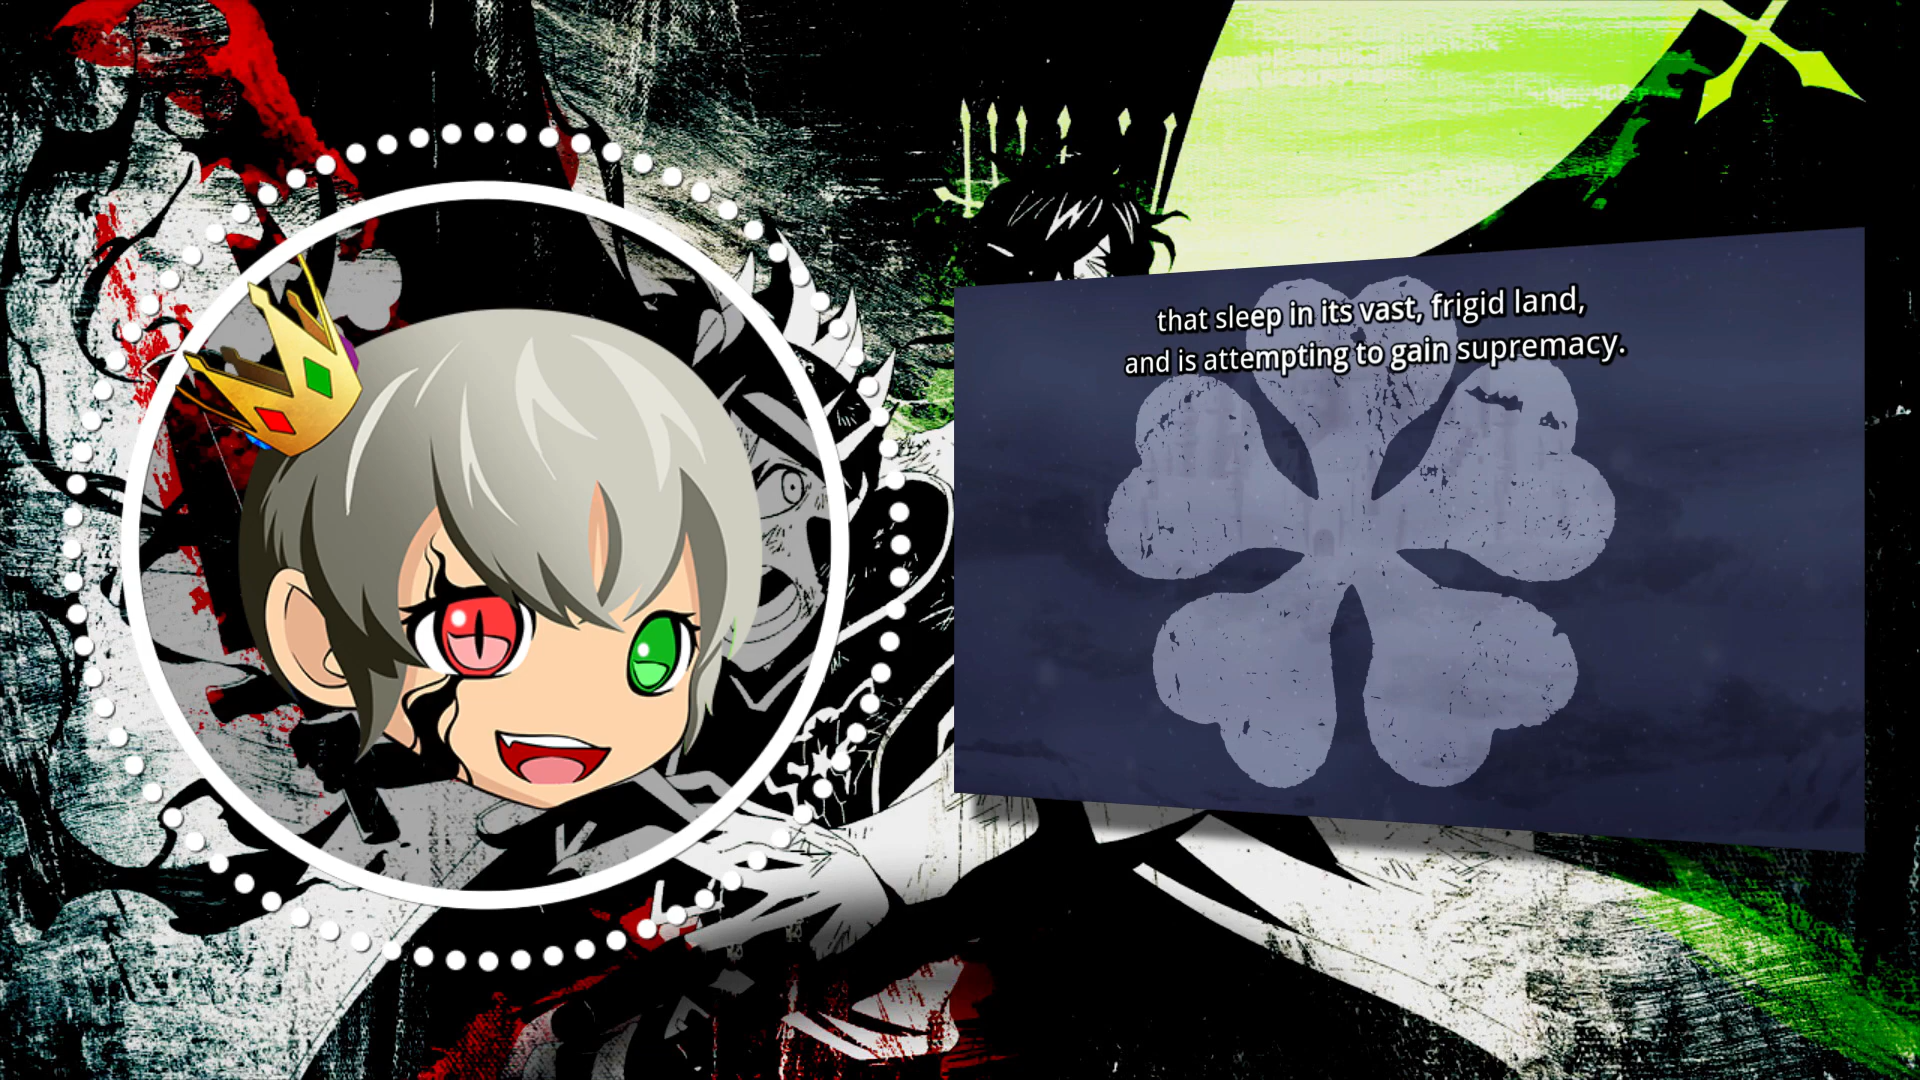 that sleep in its vast, frigid land,
and is attempting to gain supremacy.